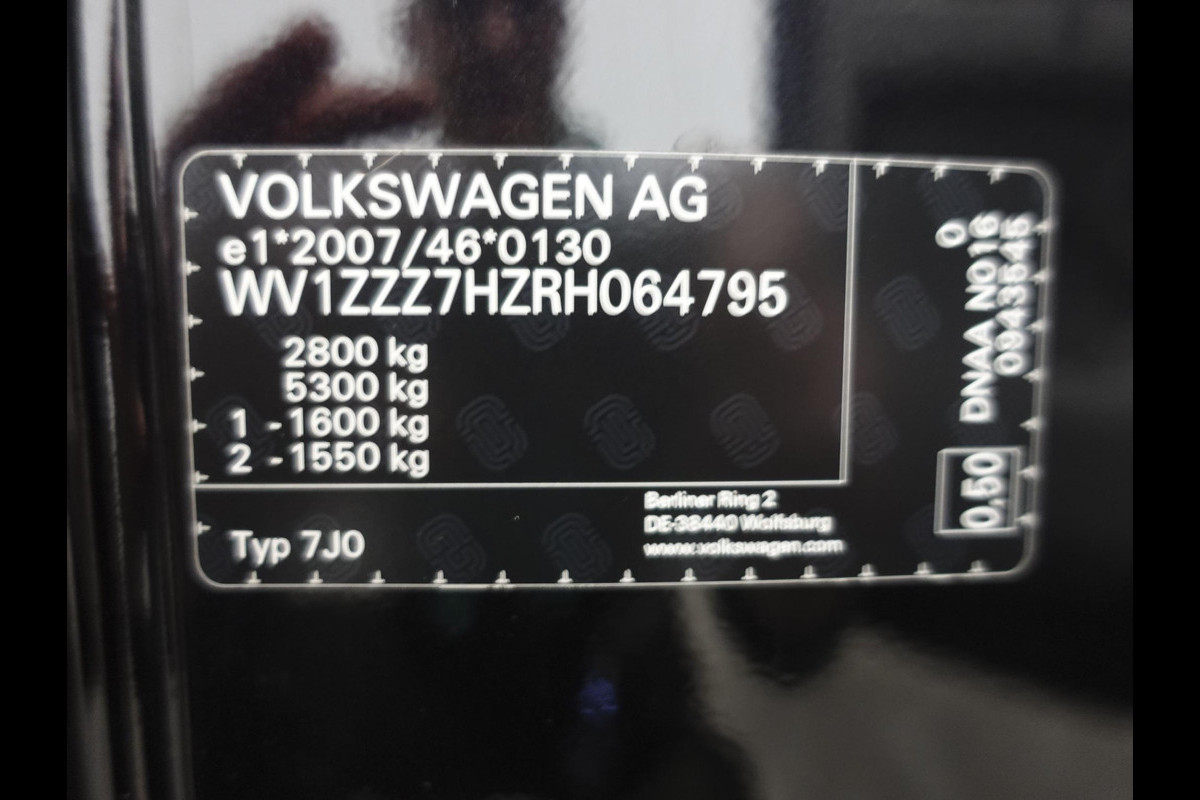 VOLKSWAGEN AG
e1*2007/46*0130
WV1ZZZ7HZRH064795
2800 kg
5300 kg
1 - 1600 kg
2 - 1550 kg
Typ 7J0
Berliner Ring 2
DE-38440 Wolfsburg
www.volkswagen.com
0
DNAA N016
0943545
0.50